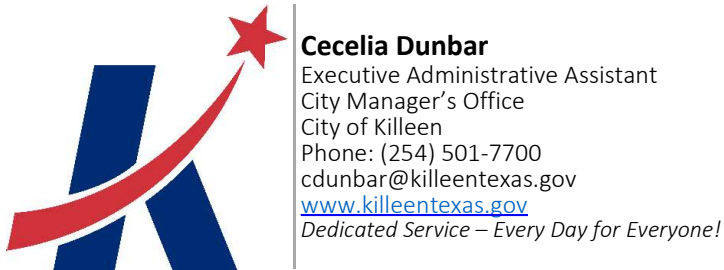 Cecelia Dunbar
Executive Administrative Assistant
City Manager’s Office
City of Killeen
Phone: (254) 501-7700
cdunbar@killeentexas.gov
www.killeentexas.gov
Dedicated Service – Every Day for Everyone!